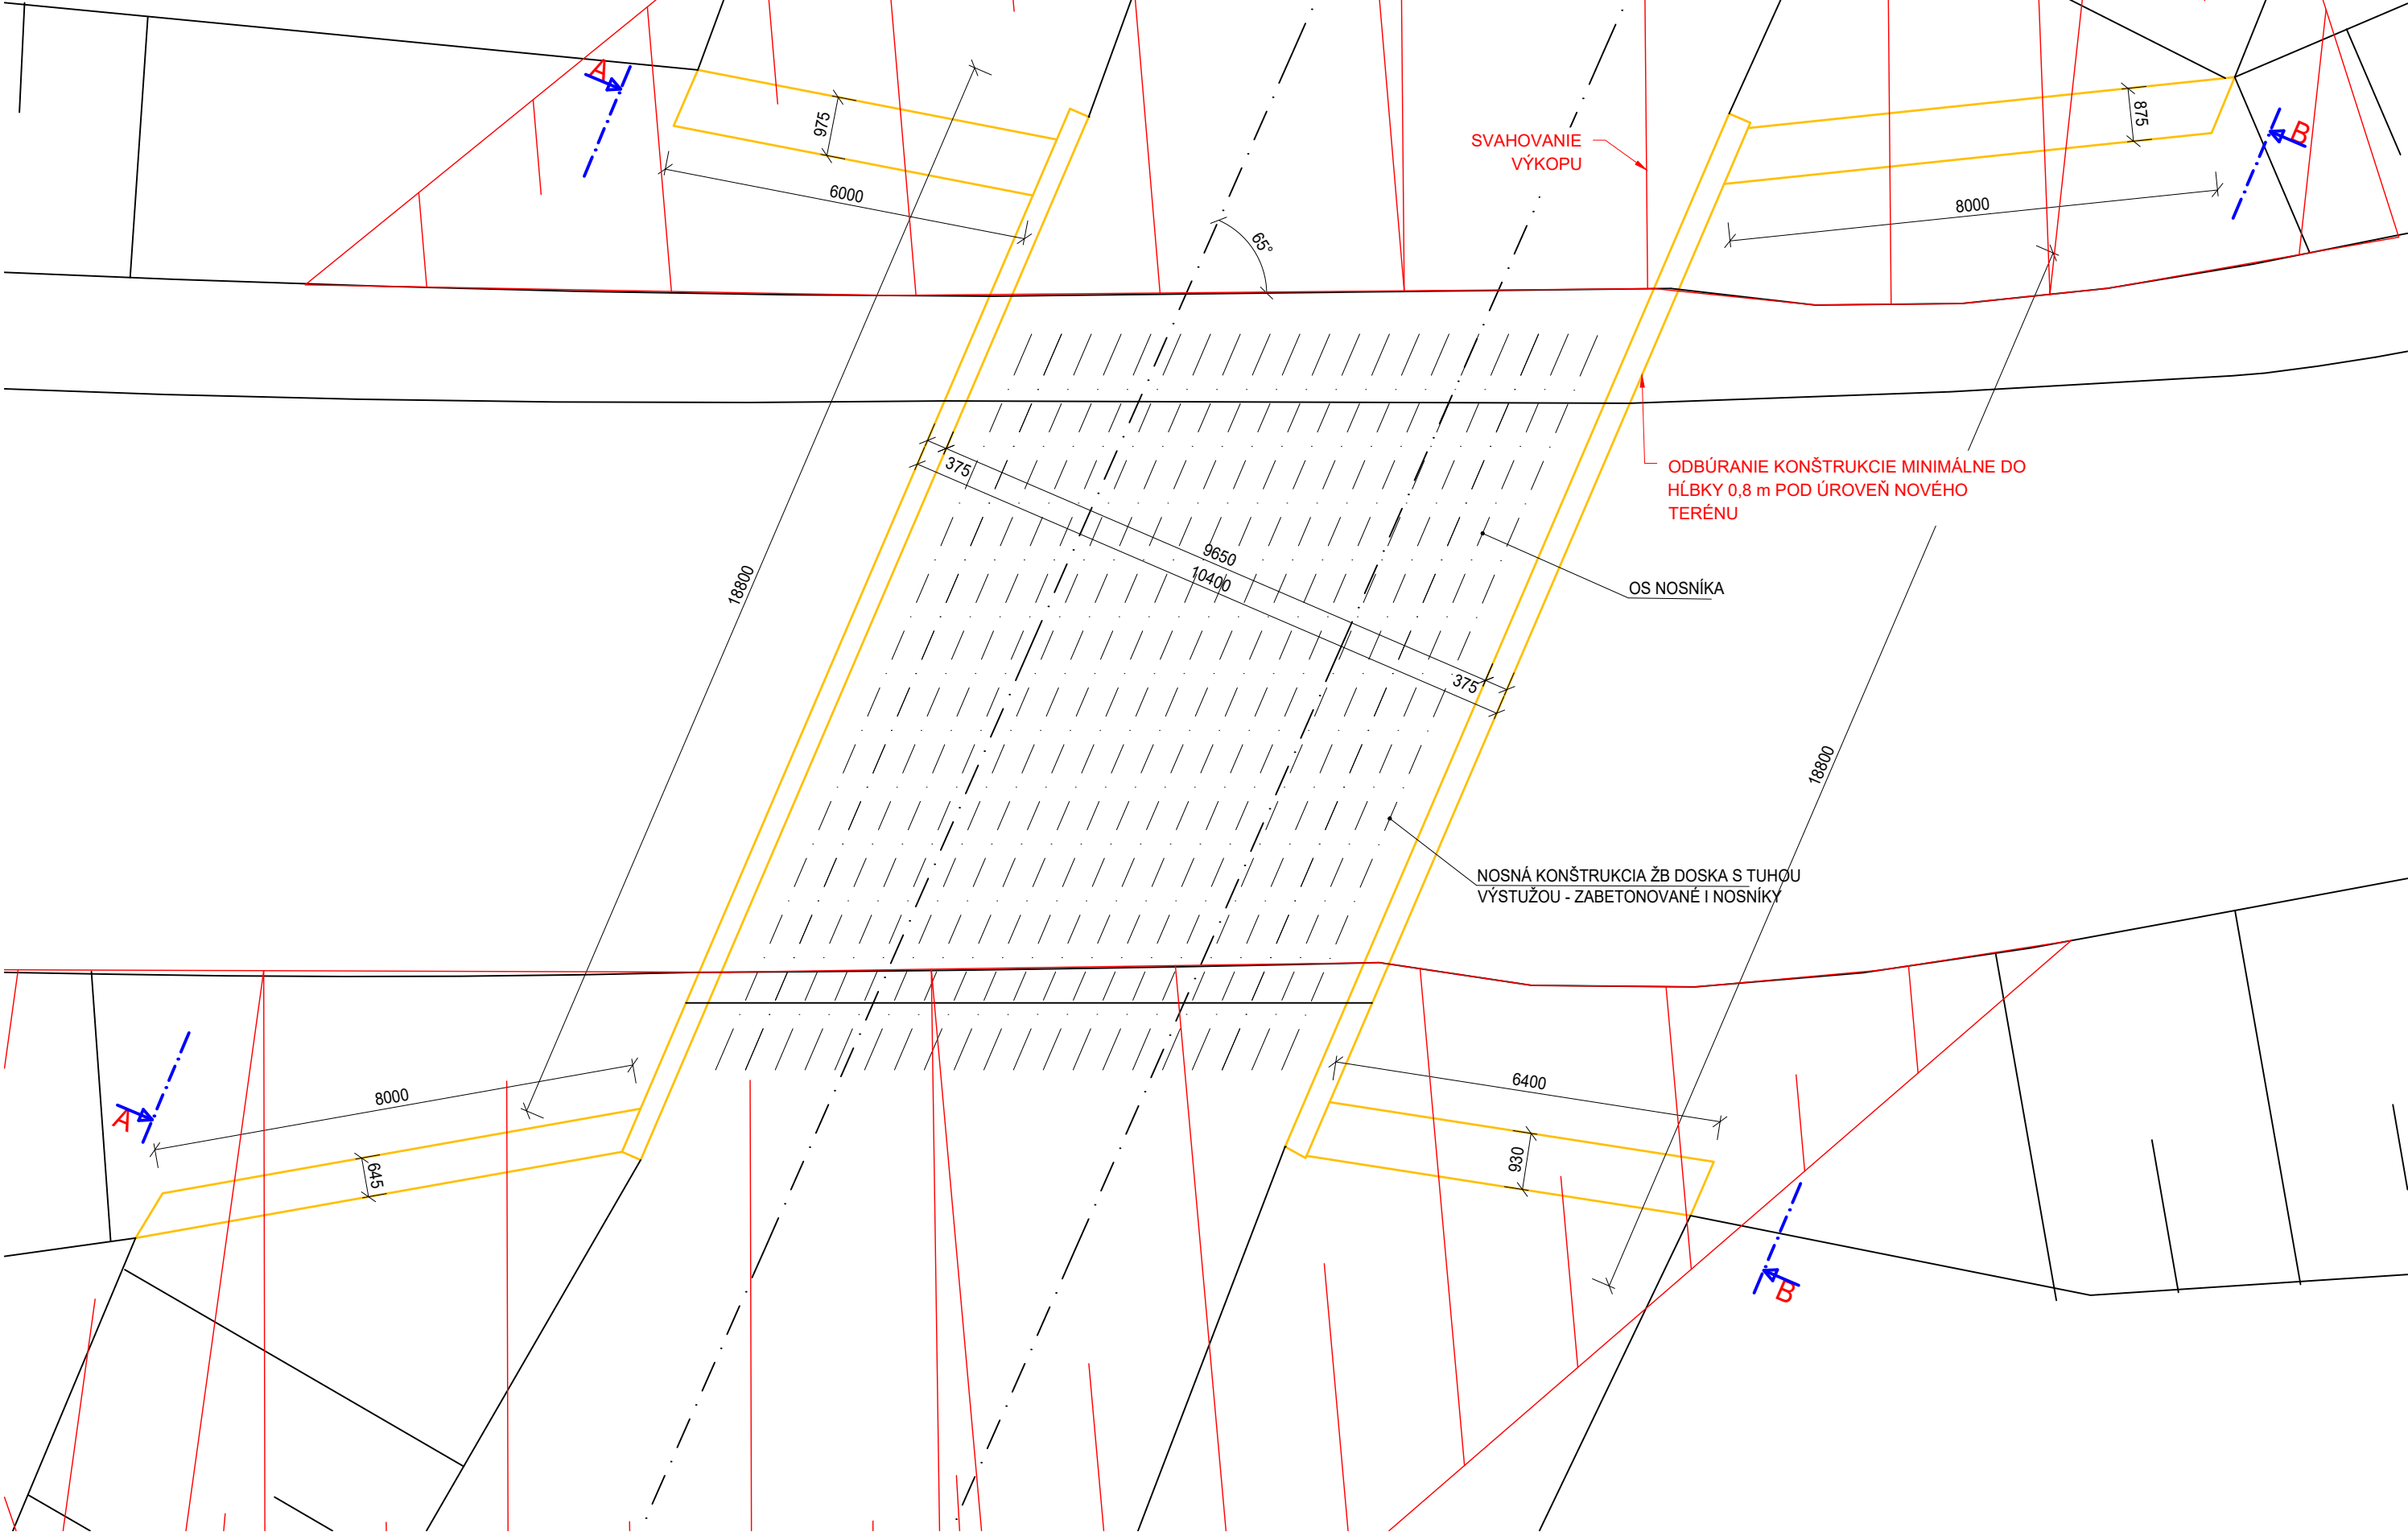 A
975
6000
SVAHOVANIE
VÝKOPU
875
B
8000
65°
375
ODBÚRANIE KONŠTRUKCIE MINIMÁLNE DO
HĹBKY 0,8 m POD ÚROVEŇ NOVÉHO
TERÉNU
9650
10400
18800
OS NOSNÍKA
375
18800
NOSNÁ KONŠTRUKCIA ŽB DOSKA S TUHOU
VÝSTUŽOU - ZABETONOVANÉ I NOSNÍKY
8000
A
645
6400
930
B